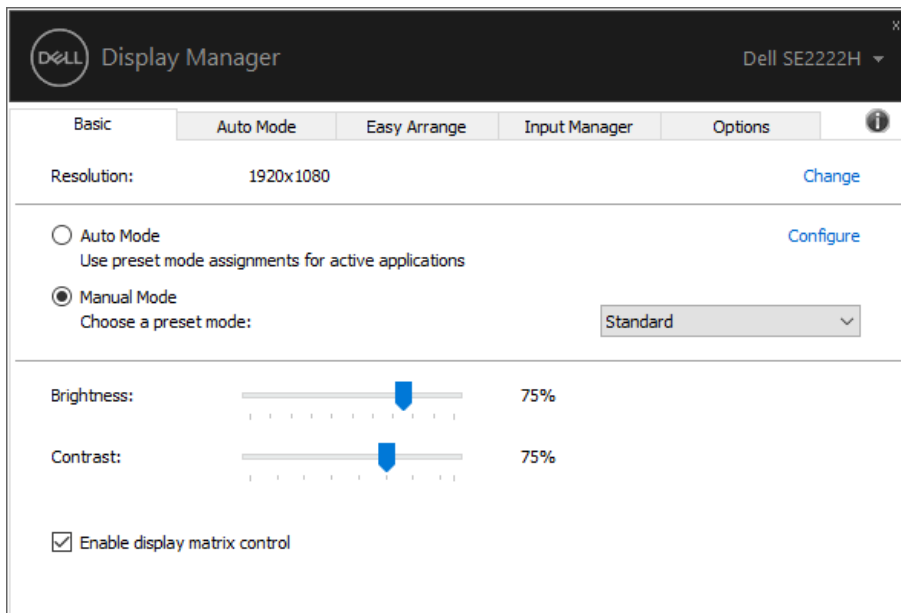 x
DELL Display Manager Dell SE2222H
Basic Auto Mode Easy Arrange Input Manager Options i
Resolution: 1920x1080 Change
Auto Mode Configure
Use preset mode assignments for active applications
Manual Mode
Choose a preset mode: Standard
Brightness: 75%
Contrast: 75%
Enable display matrix control